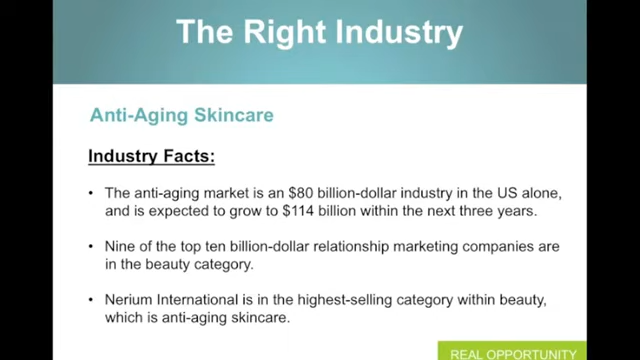 The Right Industry
Anti-Aging Skincare
Industry Facts:
• The anti-aging market is an $80 billion-dollar industry in the US alone,
and is expected to grow to $114 billion within the next three years.
• Nine of the top ten billion-dollar relationship marketing companies are
in the beauty category.
• Nerium International is in the highest-selling category within beauty,
which is anti-aging skincare.
REAL OPPORTUNITY